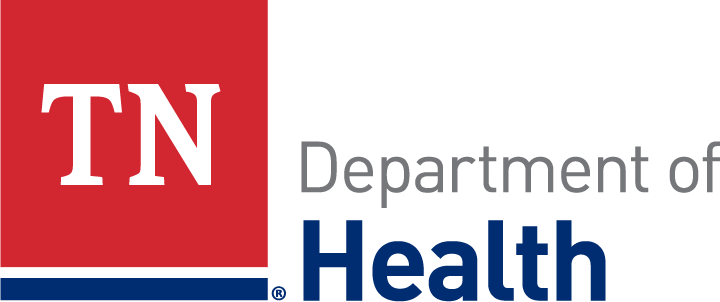 TN
Department of
Health
®